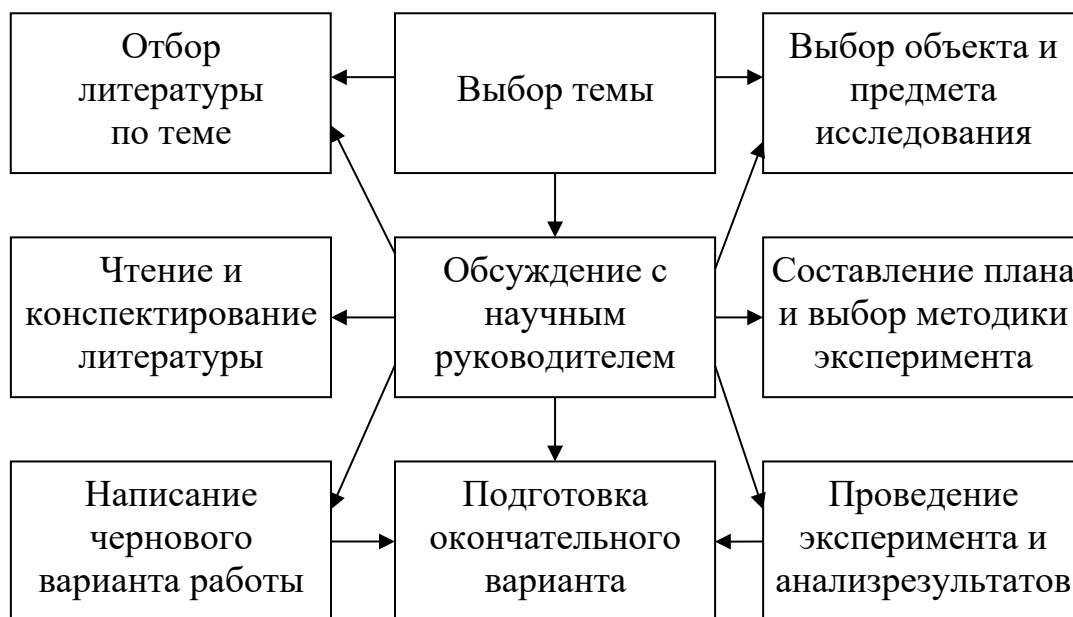 Отбор
литературы
по теме
Выбор темы
Выбор объекта и
предмета
исследования
Чтение и
конспектирование
литературы
Обсуждение с
научным
руководителем
Составление плана
и выбор методики
эксперимента
Написание
чернового
варианта работы
Подготовка
окончательного
варианта
Проведение
эксперимента и
анализрезультатов